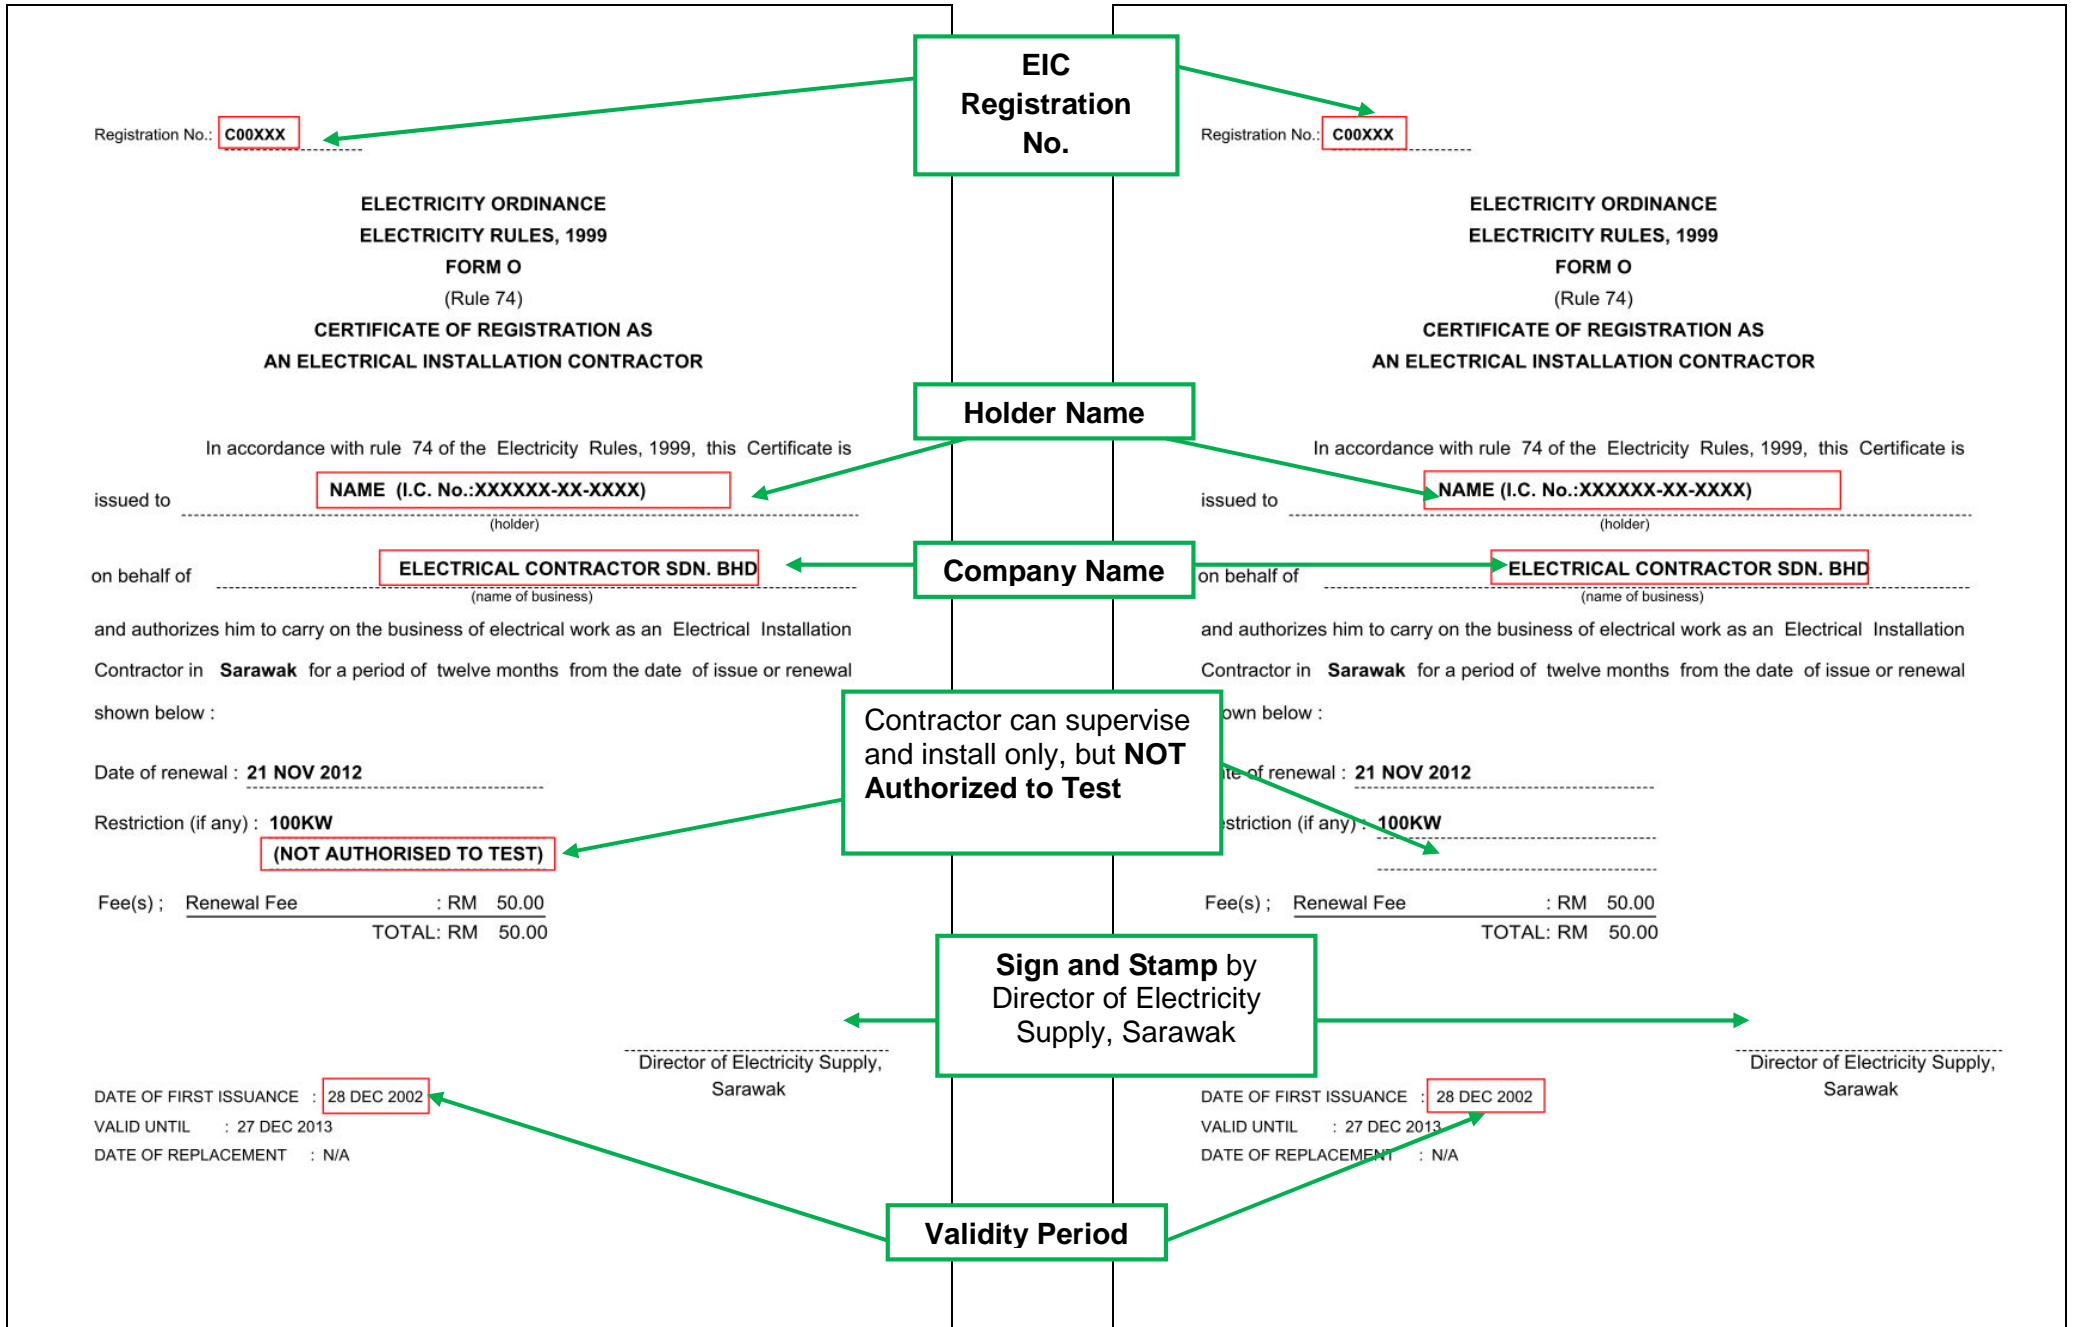 EIC
Registration
No.
Registration No.: C00XXX
ELECTRICITY ORDINANCE
ELECTRICITY RULES, 1999
FORM O
(Rule 74)
CERTIFICATE OF REGISTRATION AS
AN ELECTRICAL INSTALLATION CONTRACTOR
Holder Name
In accordance with rule 74 of the Electricity Rules, 1999, this Certificate is
issued to NAME (I.C. No.:XXXXXX-XX-XXXX)
(holder)
Company Name
on behalf of ELECTRICAL CONTRACTOR SDN. BHD
(name of business)
and authorizes him to carry on the business of electrical work as an Electrical Installation
Contractor in Sarawak for a period of twelve months from the date of issue or renewal
shown below :
Contractor can supervise
and install only, but NOT
Authorized to Test
Date of renewal : 21 NOV 2012
Restriction (if any) : 100KW
(NOT AUTHORISED TO TEST)
Fee(s) ; Renewal Fee : RM 50.00
TOTAL: RM 50.00
Sign and Stamp by
Director of Electricity
Supply, Sarawak
Director of Electricity Supply,
Sarawak
DATE OF FIRST ISSUANCE : 28 DEC 2002
VALID UNTIL : 27 DEC 2013
DATE OF REPLACEMENT : N/A
Validity Period
Registration No.: C00XXX
ELECTRICITY ORDINANCE
ELECTRICITY RULES, 1999
FORM O
(Rule 74)
CERTIFICATE OF REGISTRATION AS
AN ELECTRICAL INSTALLATION CONTRACTOR
In accordance with rule 74 of the Electricity Rules, 1999, this Certificate is
issued to NAME (I.C. No.:XXXXXX-XX-XXXX)
(holder)
on behalf of ELECTRICAL CONTRACTOR SDN. BHD
(name of business)
and authorizes him to carry on the business of electrical work as an Electrical Installation
Contractor in Sarawak for a period of twelve months from the date of issue or renewal
own below :
te of renewal : 21 NOV 2012
striction (if any) : 100KW
Fee(s) ; Renewal Fee : RM 50.00
TOTAL: RM 50.00
Director of Electricity Supply,
Sarawak
DATE OF FIRST ISSUANCE : 28 DEC 2002
VALID UNTIL : 27 DEC 2013
DATE OF REPLACEMENT : N/A